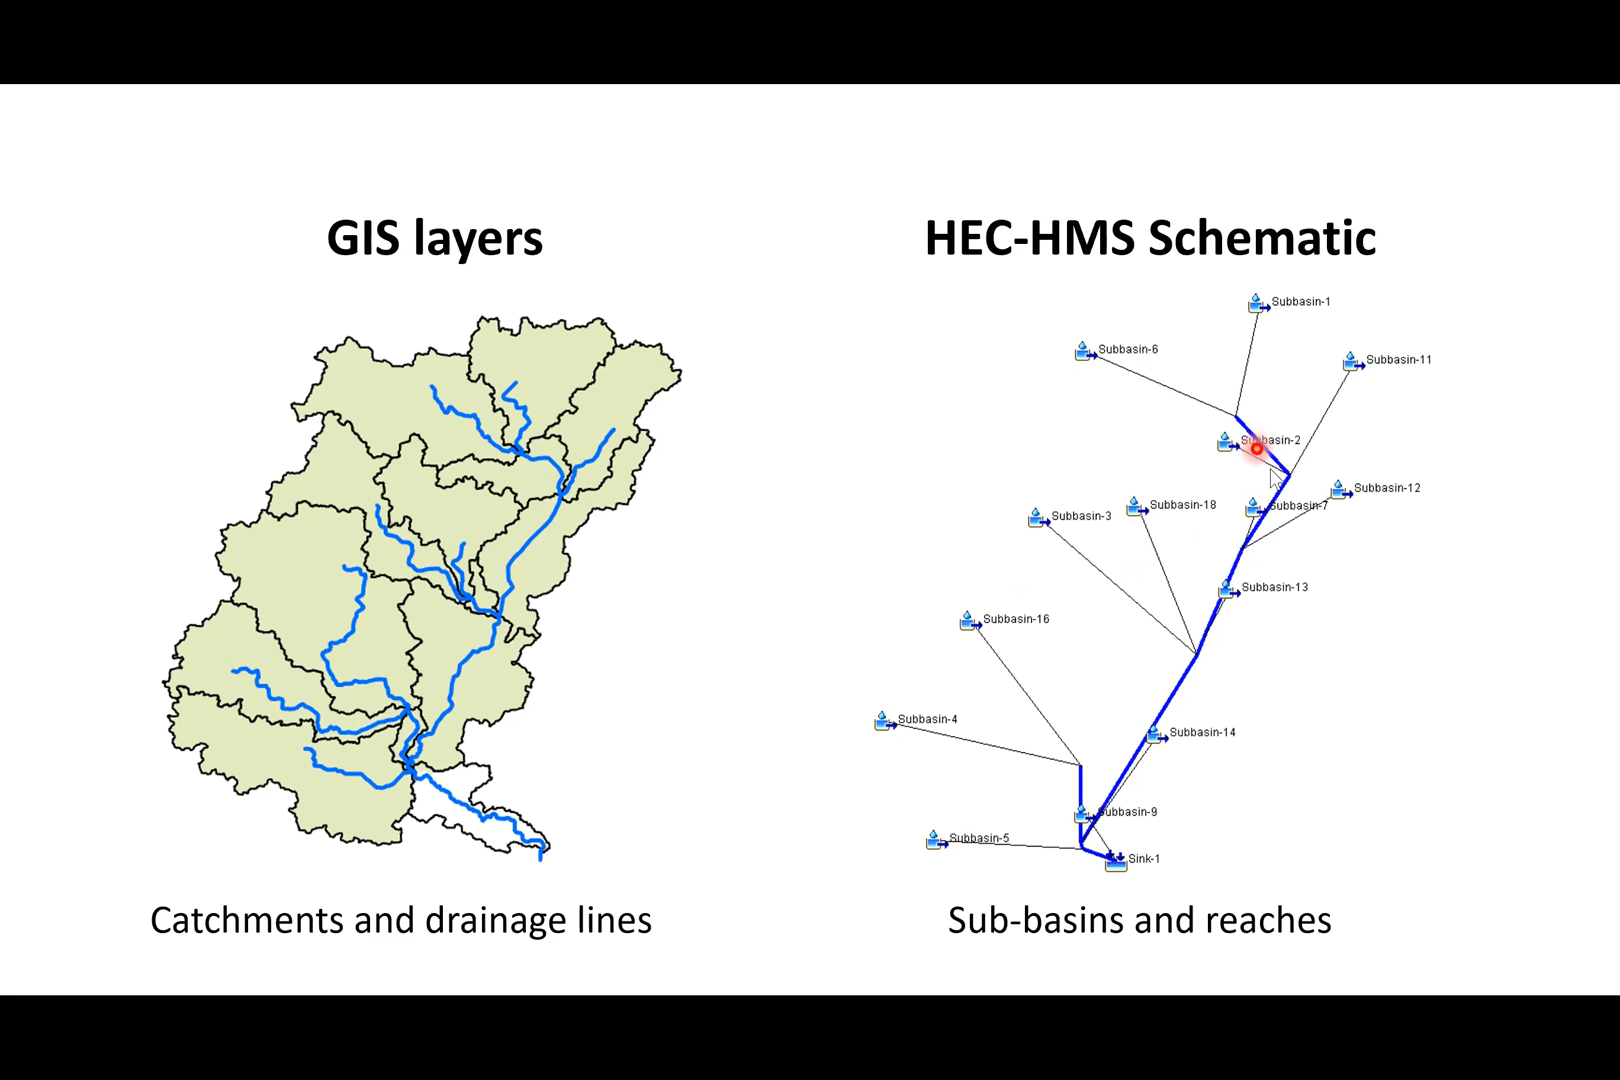 GIS layers
HEC-HMS Schematic
Subbasin-1
Subbasin-6
Subbasin-11
Subbasin-2
Subbasin-12
Subbasin-18
Subbasin-7
Subbasin-3
Subbasin-13
Subbasin-16
Subbasin-4
Subbasin-14
Subbasin-9
Subbasin-5
Sink-1
Catchments and drainage lines
Sub-basins and reaches